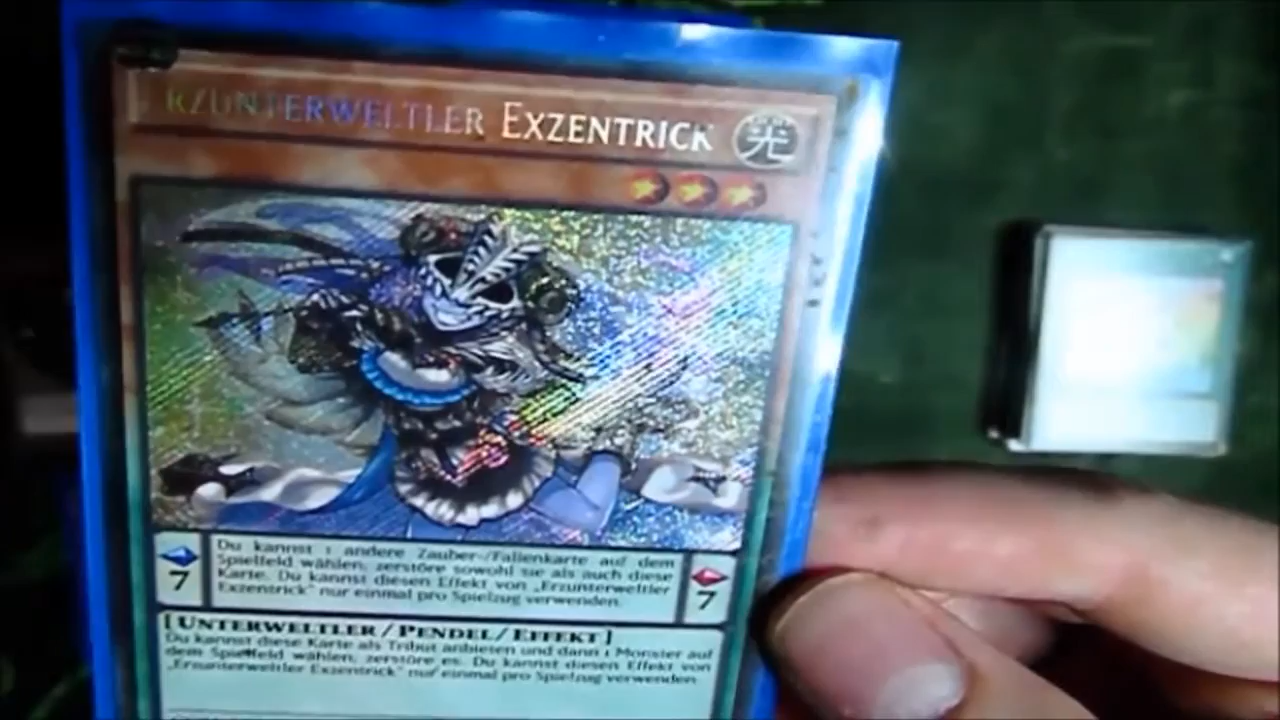 ERZUNTERWELTLER EXZENTRICK 光
Du kannst 1 andere Zauber-/Fallenkarte auf dem
Spielfeld wählen; zerstöre sowohl sie als auch diese
Karte. Du kannst diesen Effekt von „Erzunterweltler
Exzentrick“ nur einmal pro Spielzug verwenden.
7
7
[UNTERWELTLER/PENDEL/EFFEKT]
Du kannst diese Karte als Tribut anbieten und dann 1 Monster auf
dem Spielfeld wählen; zerstöre es. Du kannst diesen Effekt von
„Erzunterweltler Exzentrick“ nur einmal pro Spielzug verwenden.